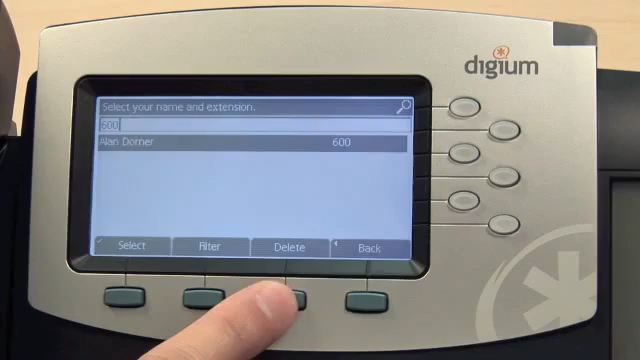 digium
Select your name and extension.
600
Alan Dorner 600
Select Filter Delete Back